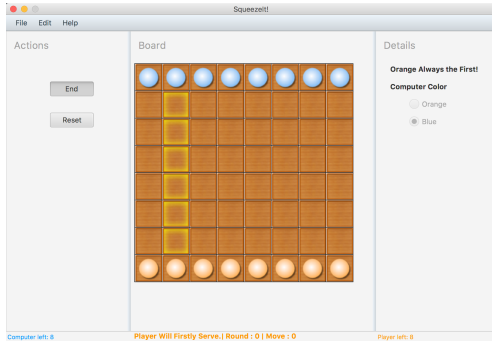 SqueezeIt!
File Edit Help
Actions
Board
Details
End
Reset
Orange Always the First!
Computer Color
Orange
Blue
Computer left: 8
Player Will Firstly Serve.| Round : 0 | Move : 0
Player left: 8